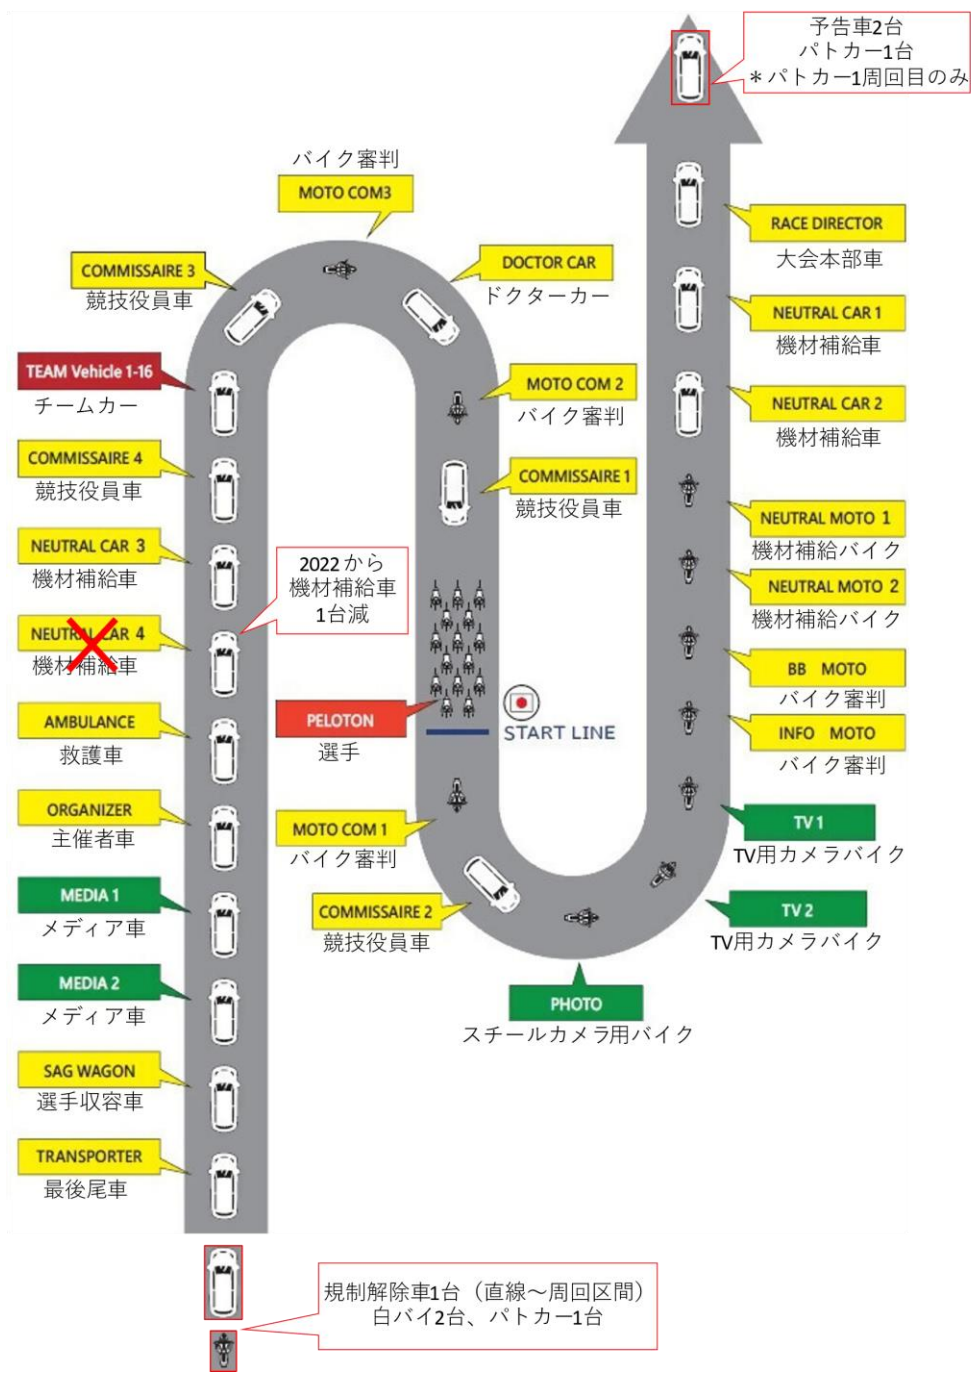 予告車2台
パトカー1台
＊パトカー1周回目のみ
RACE DIRECTOR
大会本部車
NEUTRAL CAR 1
機材補給車
NEUTRAL CAR 2
機材補給車
NEUTRAL MOTO 1
機材補給バイク
NEUTRAL MOTO 2
機材補給バイク
BB MOTO
バイク審判
INFO MOTO
バイク審判
TV 1
TV用カメラバイク
TV 2
TV用カメラバイク
PHOTO
スチールカメラ用バイク
COMMISSAIRE 2
競技役員車
MOTO COM 1
バイク審判
START LINE
PELOTON
選手
COMMISSAIRE 1
競技役員車
MOTO COM 2
バイク審判
DOCTOR CAR
ドクターカー
バイク審判
MOTO COM3
COMMISSAIRE 3
競技役員車
TEAM Vehicle 1-16
チームカー
COMMISSAIRE 4
競技役員車
NEUTRAL CAR 3
機材補給車
2022から
機材補給車
1台減
NEUTRAL CAR 4
機材補給車
AMBULANCE
救護車
ORGANIZER
主催者車
MEDIA 1
メディア車
MEDIA 2
メディア車
SAG WAGON
選手収容車
TRANSPORTER
最後尾車
規制解除車1台（直線～周回区間）
白バイ2台、パトカー1台